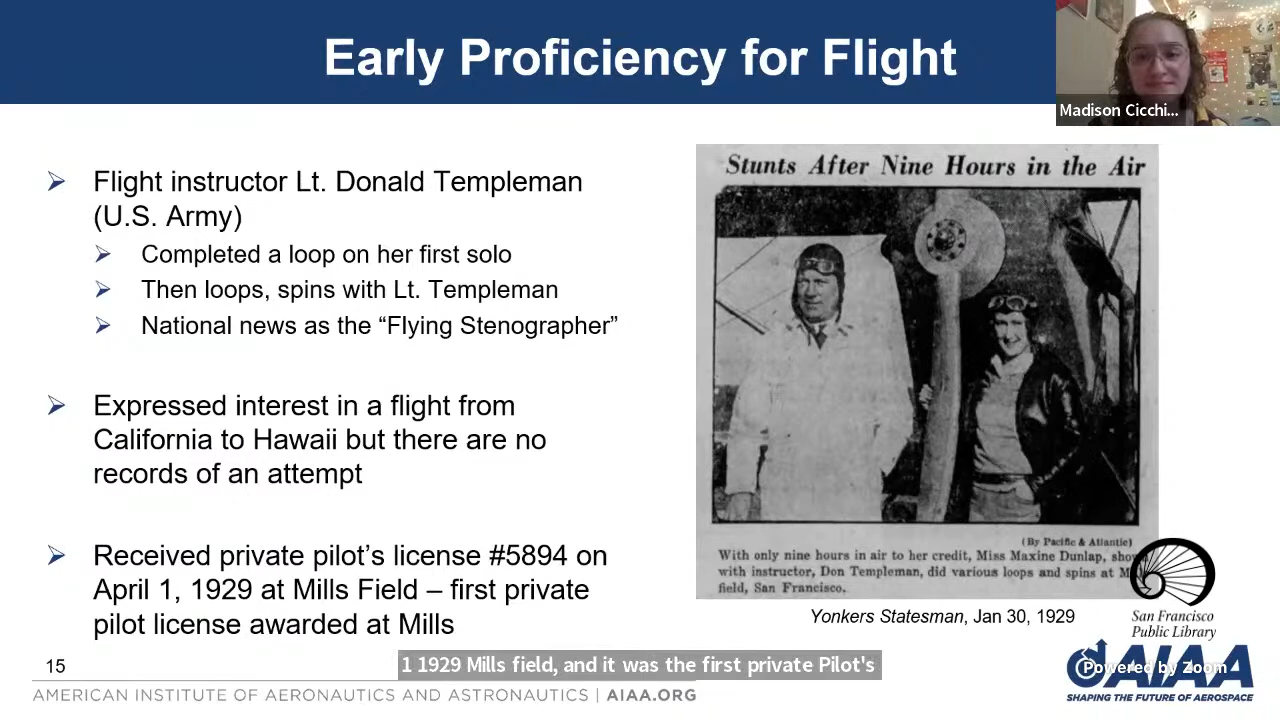 Early Proficiency for Flight
Madison Cicchi...
Flight instructor Lt. Donald Templeman
(U.S. Army)
Completed a loop on her first solo
Then loops, spins with Lt. Templeman
National news as the “Flying Stenographer”
Expressed interest in a flight from
California to Hawaii but there are no
records of an attempt
Received private pilot’s license #5894 on
April 1, 1929 at Mills Field – first private
pilot license awarded at Mills
Stunts After Nine Hours in the Air
(By Pacific & Atlantic)
With only nine hours in air to her credit, Miss Maxine Dunlap,
with instructor, Don Templeman, did various loops and spins at
field, San Francisco.
Yonkers Statesman, Jan 30, 1929
San Francisco
Public Library
15
1 1929 Mills field, and it was the first private Pilot's
AIAA
Powered by Zoom
SHAPING THE FUTURE OF AEROSPACE
AMERICAN INSTITUTE OF AERONAUTICS AND ASTRONAUTICS | AIAA.ORG